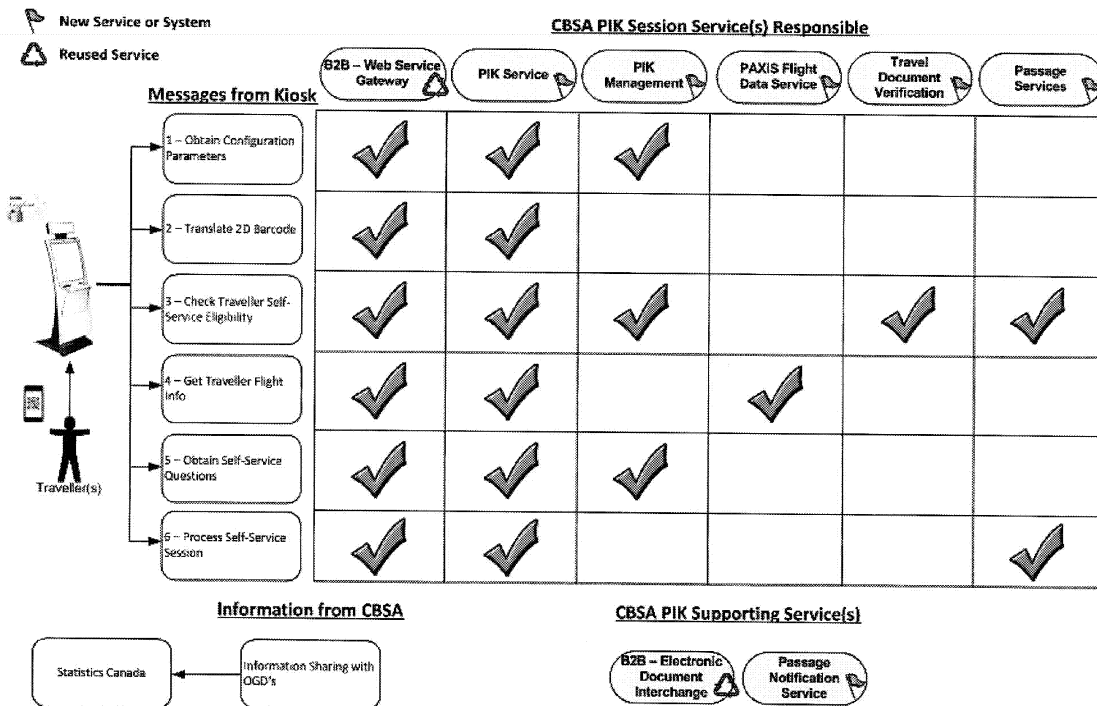 New Service or System
Reused Service
CBSA PIK Session Service(s) Responsible
B2B – Web Service
Gateway
PIK Service
PIK
Management
PAXIS Flight
Data Service
Travel
Document
Verification
Passage
Services
Messages from Kiosk
1 – Obtain Configuration
Parameters
2 – Translate 2D Barcode
3 – Check Traveller Self-
Service Eligibility
4 – Get Traveller Flight
Info
5 – Obtain Self-Service
Questions
6 – Process Self-Service
Session
Traveller(s)
Information from CBSA
Statistics Canada
Information Sharing with
OGD's
CBSA PIK Supporting Service(s)
B2B – Electronic
Document
Interchange
Passage
Notification
Service